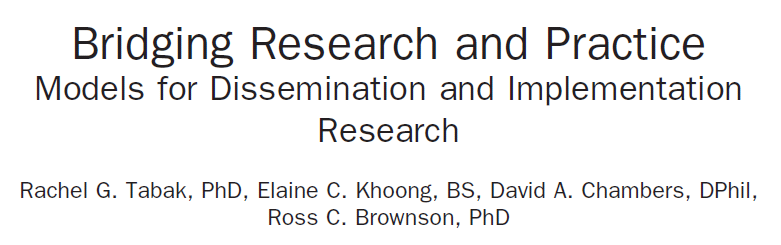 Bridging Research and Practice
Models for Dissemination and Implementation
Research
Rachel G. Tabak, PhD, Elaine C. Khoong, BS, David A. Chambers, DPhil,
Ross C. Brownson, PhD